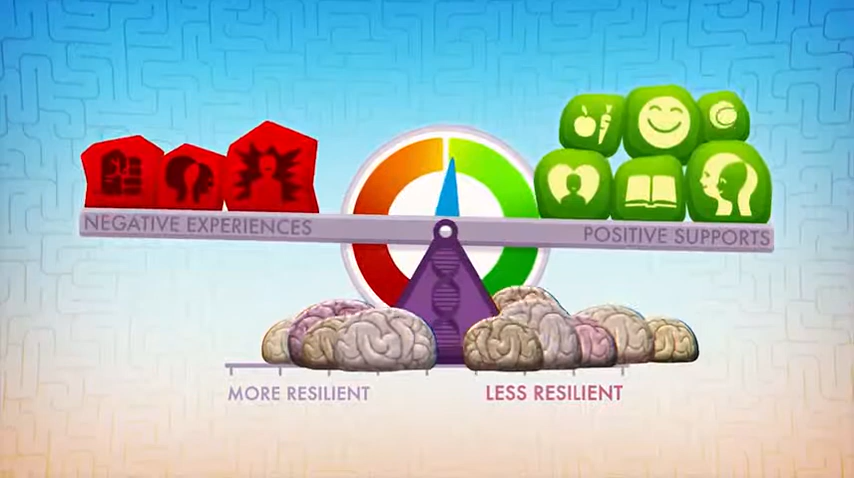 NEGATIVE EXPERIENCES
POSITIVE SUPPORTS
MORE RESILIENT
LESS RESILIENT